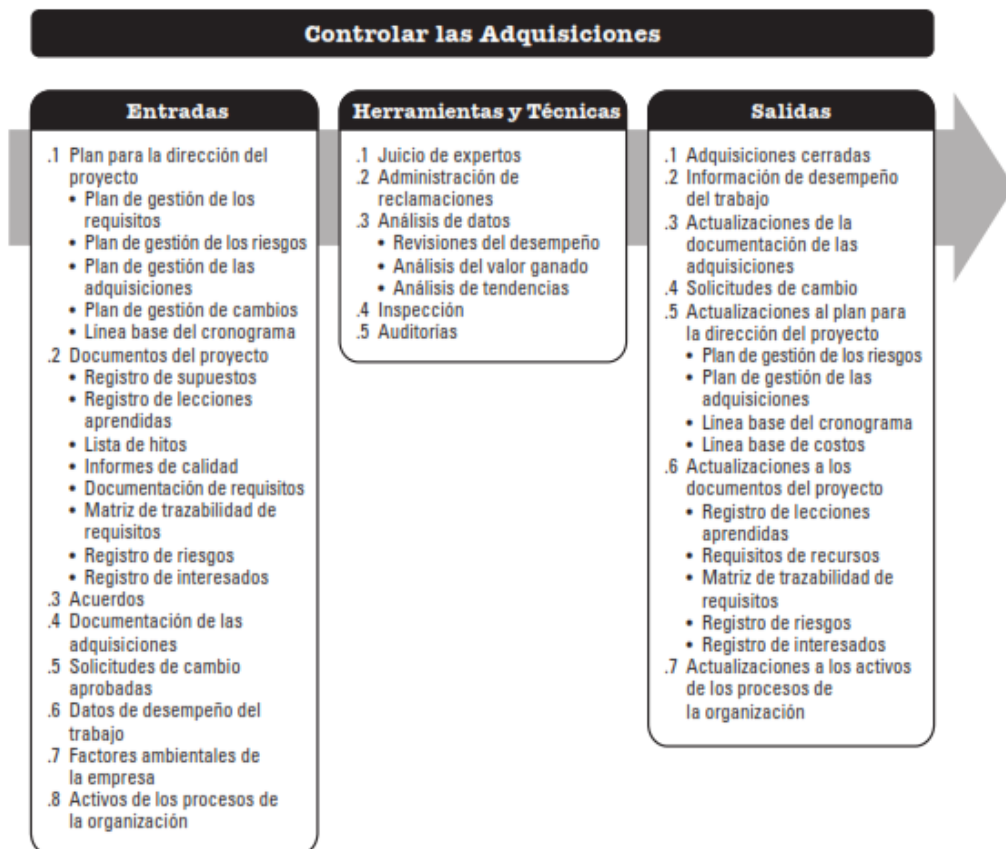 Controlar las Adquisiciones
Entradas
.1 Plan para la dirección del
proyecto
• Plan de gestión de los
requisitos
• Plan de gestión de los riesgos
• Plan de gestión de las
adquisiciones
• Plan de gestión de cambios
• Línea base del cronograma
.2 Documentos del proyecto
• Registro de supuestos
• Registro de lecciones
aprendidas
• Lista de hitos
• Informes de calidad
• Documentación de requisitos
• Matriz de trazabilidad de
requisitos
• Registro de riesgos
• Registro de interesados
.3 Acuerdos
.4 Documentación de las
adquisiciones
.5 Solicitudes de cambio
aprobadas
.6 Datos de desempeño del
trabajo
.7 Factores ambientales de
la empresa
.8 Activos de los procesos de
la organización
Herramientas y Técnicas
.1 Juicio de expertos
.2 Administración de
reclamaciones
.3 Análisis de datos
• Revisiones del desempeño
• Análisis del valor ganado
• Análisis de tendencias
.4 Inspección
.5 Auditorías
Salidas
.1 Adquisiciones cerradas
.2 Información de desempeño
del trabajo
.3 Actualizaciones de la
documentación de las
adquisiciones
.4 Solicitudes de cambio
.5 Actualizaciones al plan para
la dirección del proyecto
• Plan de gestión de los riesgos
• Plan de gestión de las
adquisiciones
• Línea base del cronograma
• Línea base de costos
.6 Actualizaciones a los
documentos del proyecto
• Registro de lecciones
aprendidas
• Requisitos de recursos
• Matriz de trazabilidad de
requisitos
• Registro de riesgos
• Registro de interesados
.7 Actualizaciones a los activos
de los procesos de
la organización